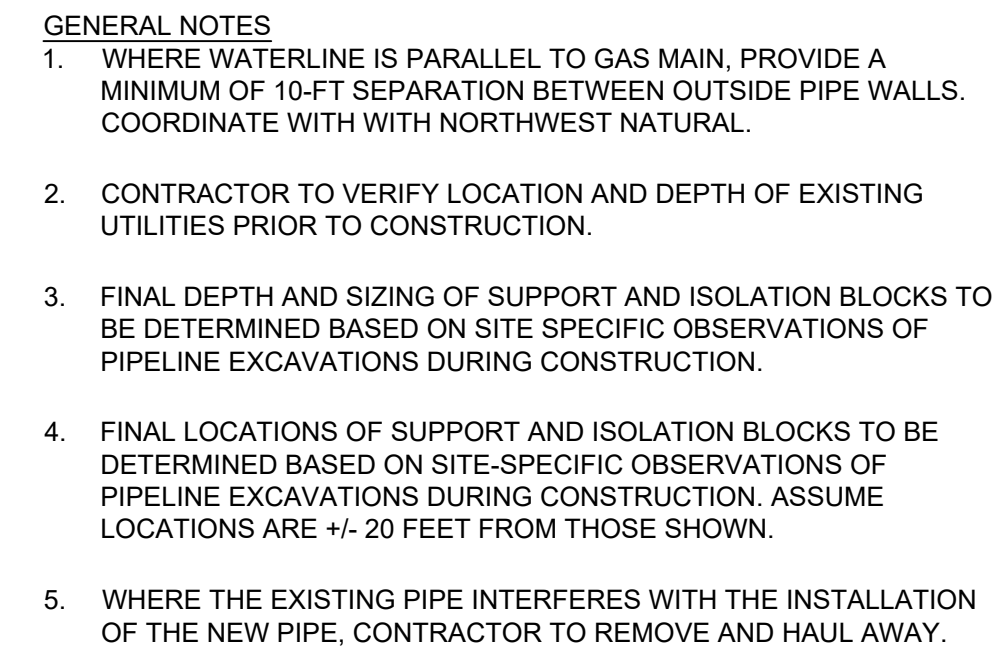 GENERAL NOTES
1. WHERE WATERLINE IS PARALLEL TO GAS MAIN, PROVIDE A
MINIMUM OF 10-FT SEPARATION BETWEEN OUTSIDE PIPE WALLS.
COORDINATE WITH WITH NORTHWEST NATURAL.
2. CONTRACTOR TO VERIFY LOCATION AND DEPTH OF EXISTING
UTILITIES PRIOR TO CONSTRUCTION.
3. FINAL DEPTH AND SIZING OF SUPPORT AND ISOLATION BLOCKS TO
BE DETERMINED BASED ON SITE SPECIFIC OBSERVATIONS OF
PIPELINE EXCAVATIONS DURING CONSTRUCTION.
4. FINAL LOCATIONS OF SUPPORT AND ISOLATION BLOCKS TO BE
DETERMINED BASED ON SITE-SPECIFIC OBSERVATIONS OF
PIPELINE EXCAVATIONS DURING CONSTRUCTION. ASSUME
LOCATIONS ARE +/- 20 FEET FROM THOSE SHOWN.
5. WHERE THE EXISTING PIPE INTERFERES WITH THE INSTALLATION
OF THE NEW PIPE, CONTRACTOR TO REMOVE AND HAUL AWAY.